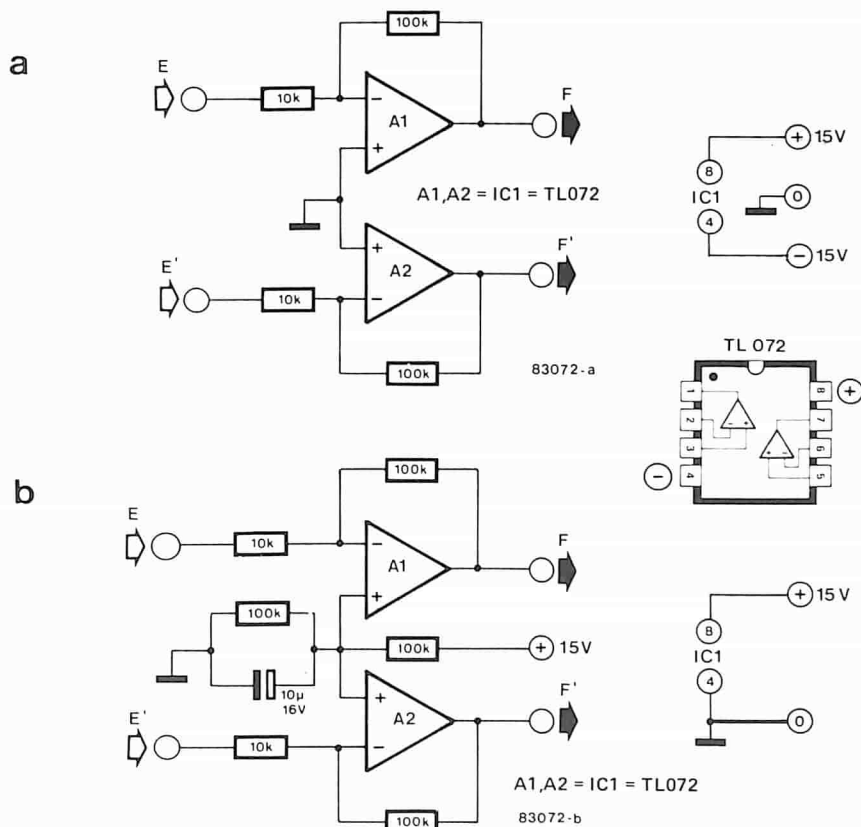 a
100k
E
10k
−
A1
+
F
+ 15V
8
IC1
4
0
− 15V
A1,A2 = IC1 = TL072
E'
10k
+
A2
−
F'
100k
83072-a
TL 072
1
2
3
4
8
7
6
5
+
−
− +
+ −
b
100k
E
10k
−
A1
+
F
100k
10µ
16V
100k
+ 15V
+ 15V
8
IC1
4
0
E'
10k
+
A2
−
F'
100k
A1,A2 = IC1 = TL072
83072-b